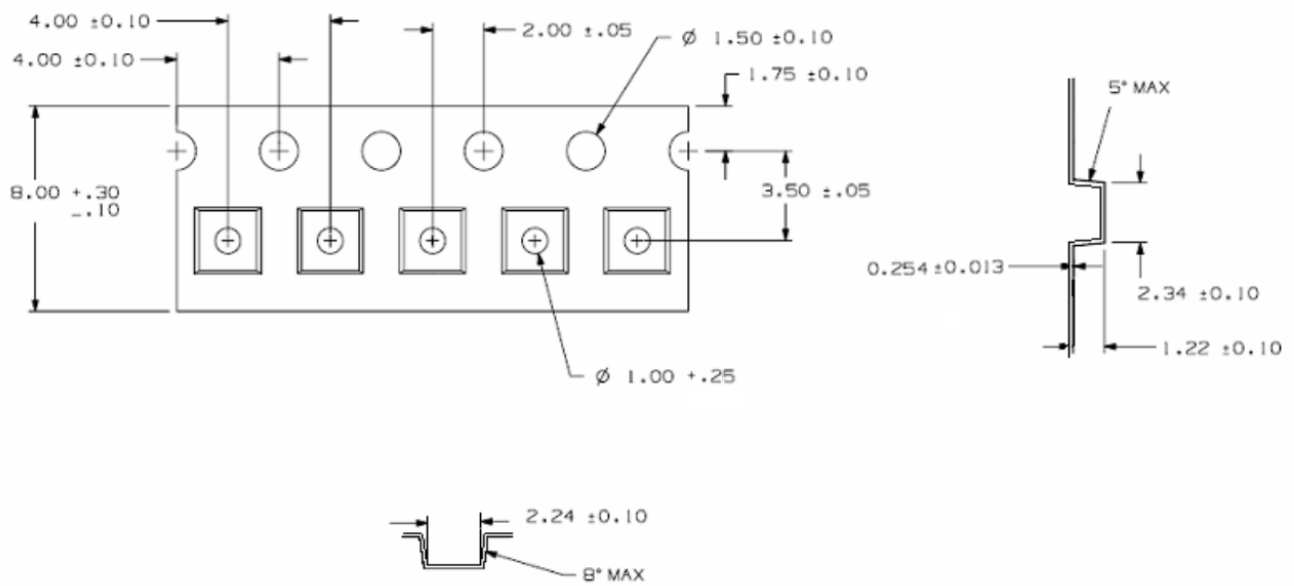 4.00 ±0.10
4.00 ±0.10
2.00 ±.05
Ø 1.50 ±0.10
1.75 ±0.10
5° MAX
8.00 +.30
-.10
3.50 ±.05
0.254±0.013
2.34 ±0.10
1.22 ±0.10
Ø 1.00 +.25
2.24 ±0.10
8° MAX